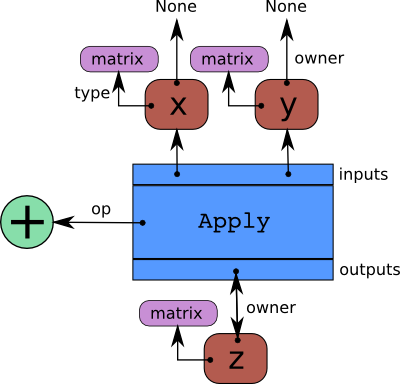 None None
matrix matrix owner
type x y
inputs
op + Apply
outputs
owner
matrix
z